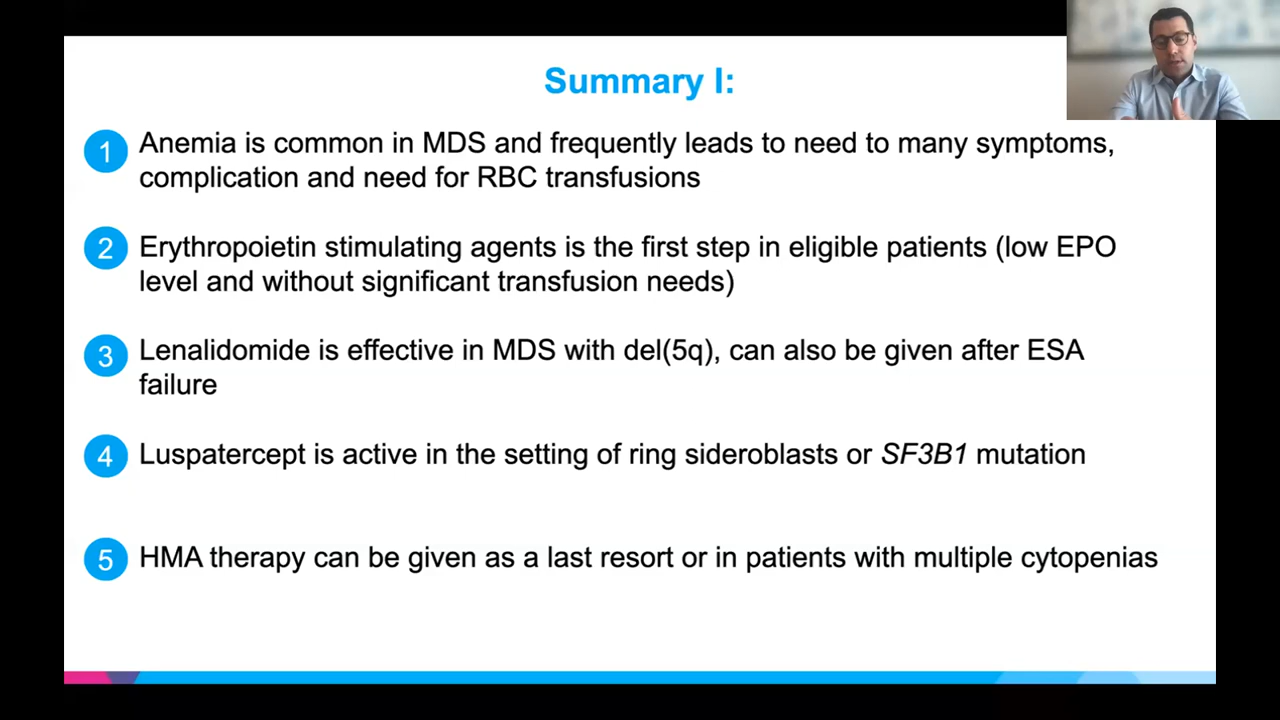 Summary I:
1
Anemia is common in MDS and frequently leads to need to many symptoms,
complication and need for RBC transfusions
2
Erythropoietin stimulating agents is the first step in eligible patients (low EPO
level and without significant transfusion needs)
3
Lenalidomide is effective in MDS with del(5q), can also be given after ESA
failure
4
Luspatercept is active in the setting of ring sideroblasts or SF3B1 mutation
5
HMA therapy can be given as a last resort or in patients with multiple cytopenias